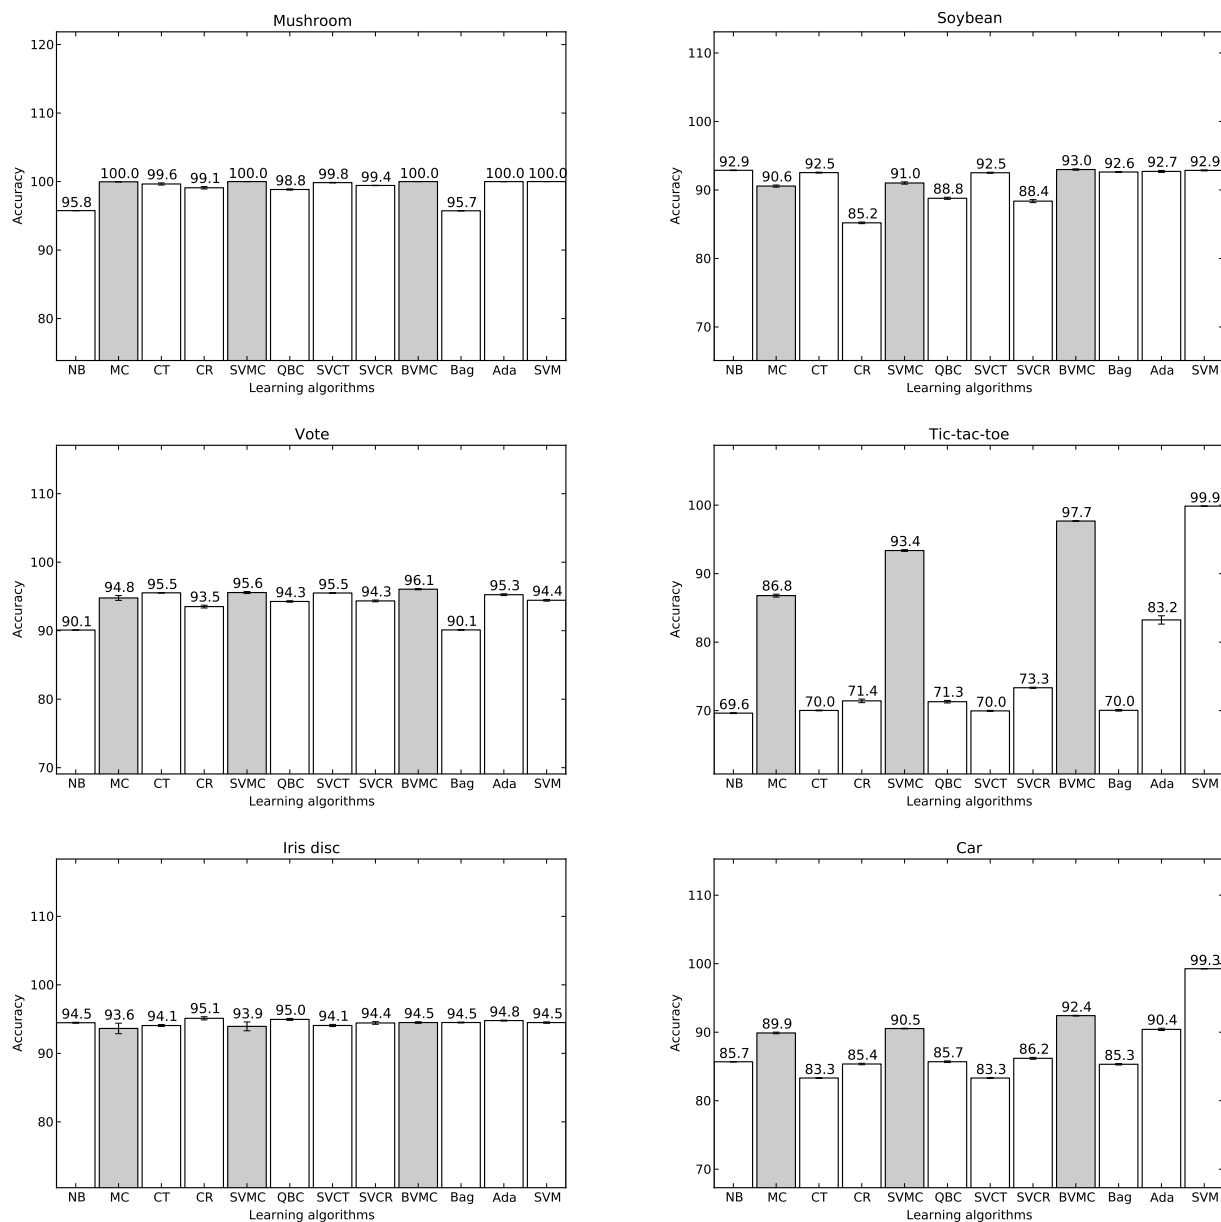 Mushroom
120
110
100
90
80
Accuracy
95.8 100.0 99.6 99.1 100.0 98.8 99.8 99.4 100.0 95.7 100.0 100.0
NB MC CT CR SVMC QBC SVCT SVCR BVMC Bag Ada SVM
Learning algorithms
Soybean
110
100
90
80
70
Accuracy
92.9 90.6 92.5 85.2 91.0 88.8 92.5 88.4 93.0 92.6 92.7 92.9
NB MC CT CR SVMC QBC SVCT SVCR BVMC Bag Ada SVM
Learning algorithms
Vote
110
100
90
80
70
Accuracy
90.1 94.8 95.5 93.5 95.6 94.3 95.5 94.3 96.1 90.1 95.3 94.4
NB MC CT CR SVMC QBC SVCT SVCR BVMC Bag Ada SVM
Learning algorithms
Tic-tac-toe
100
90
80
70
Accuracy
69.6 86.8 70.0 71.4 93.4 71.3 70.0 73.3 97.7 70.0 83.2 99.9
NB MC CT CR SVMC QBC SVCT SVCR BVMC Bag Ada SVM
Learning algorithms
Iris disc
110
100
90
80
Accuracy
94.5 93.6 94.1 95.1 93.9 95.0 94.1 94.4 94.5 94.5 94.8 94.5
NB MC CT CR SVMC QBC SVCT SVCR BVMC Bag Ada SVM
Learning algorithms
Car
110
100
90
80
70
Accuracy
85.7 89.9 83.3 85.4 90.5 85.7 83.3 86.2 92.4 85.3 90.4 99.3
NB MC CT CR SVMC QBC SVCT SVCR BVMC Bag Ada SVM
Learning algorithms